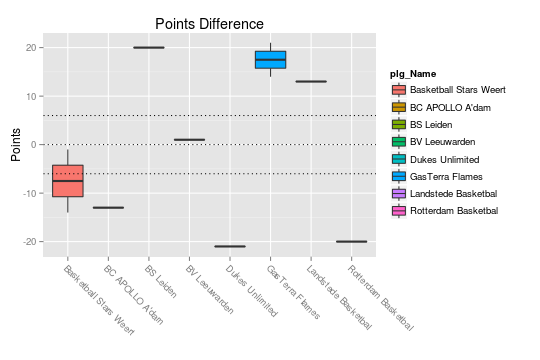 Points Difference
Points
20
10
0
-10
-20
Basketball Stars Weert
BC APOLLO A'dam
BS Leiden
BV Leeuwarden
Dukes Unlimited
GasTerra Flames
Landstede Basketbal
Rotterdam Basketbal
plg_Name
Basketball Stars Weert
BC APOLLO A'dam
BS Leiden
BV Leeuwarden
Dukes Unlimited
GasTerra Flames
Landstede Basketbal
Rotterdam Basketbal